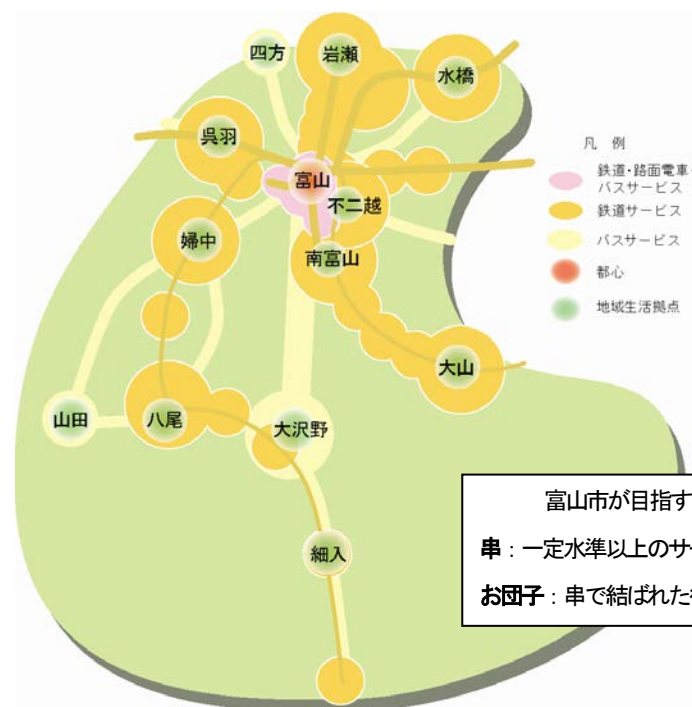 四方
岩瀬
水橋
呉羽
富山
不二越
婦中
南富山
大山
山田
八尾
大沢野
細入
凡 例
鉄道・路面電車・
バスサービス
鉄道サービス
バスサービス
都心
地域生活拠点
富山市が目指す
串：一定水準以上のサ
お団子：串で結ばれた